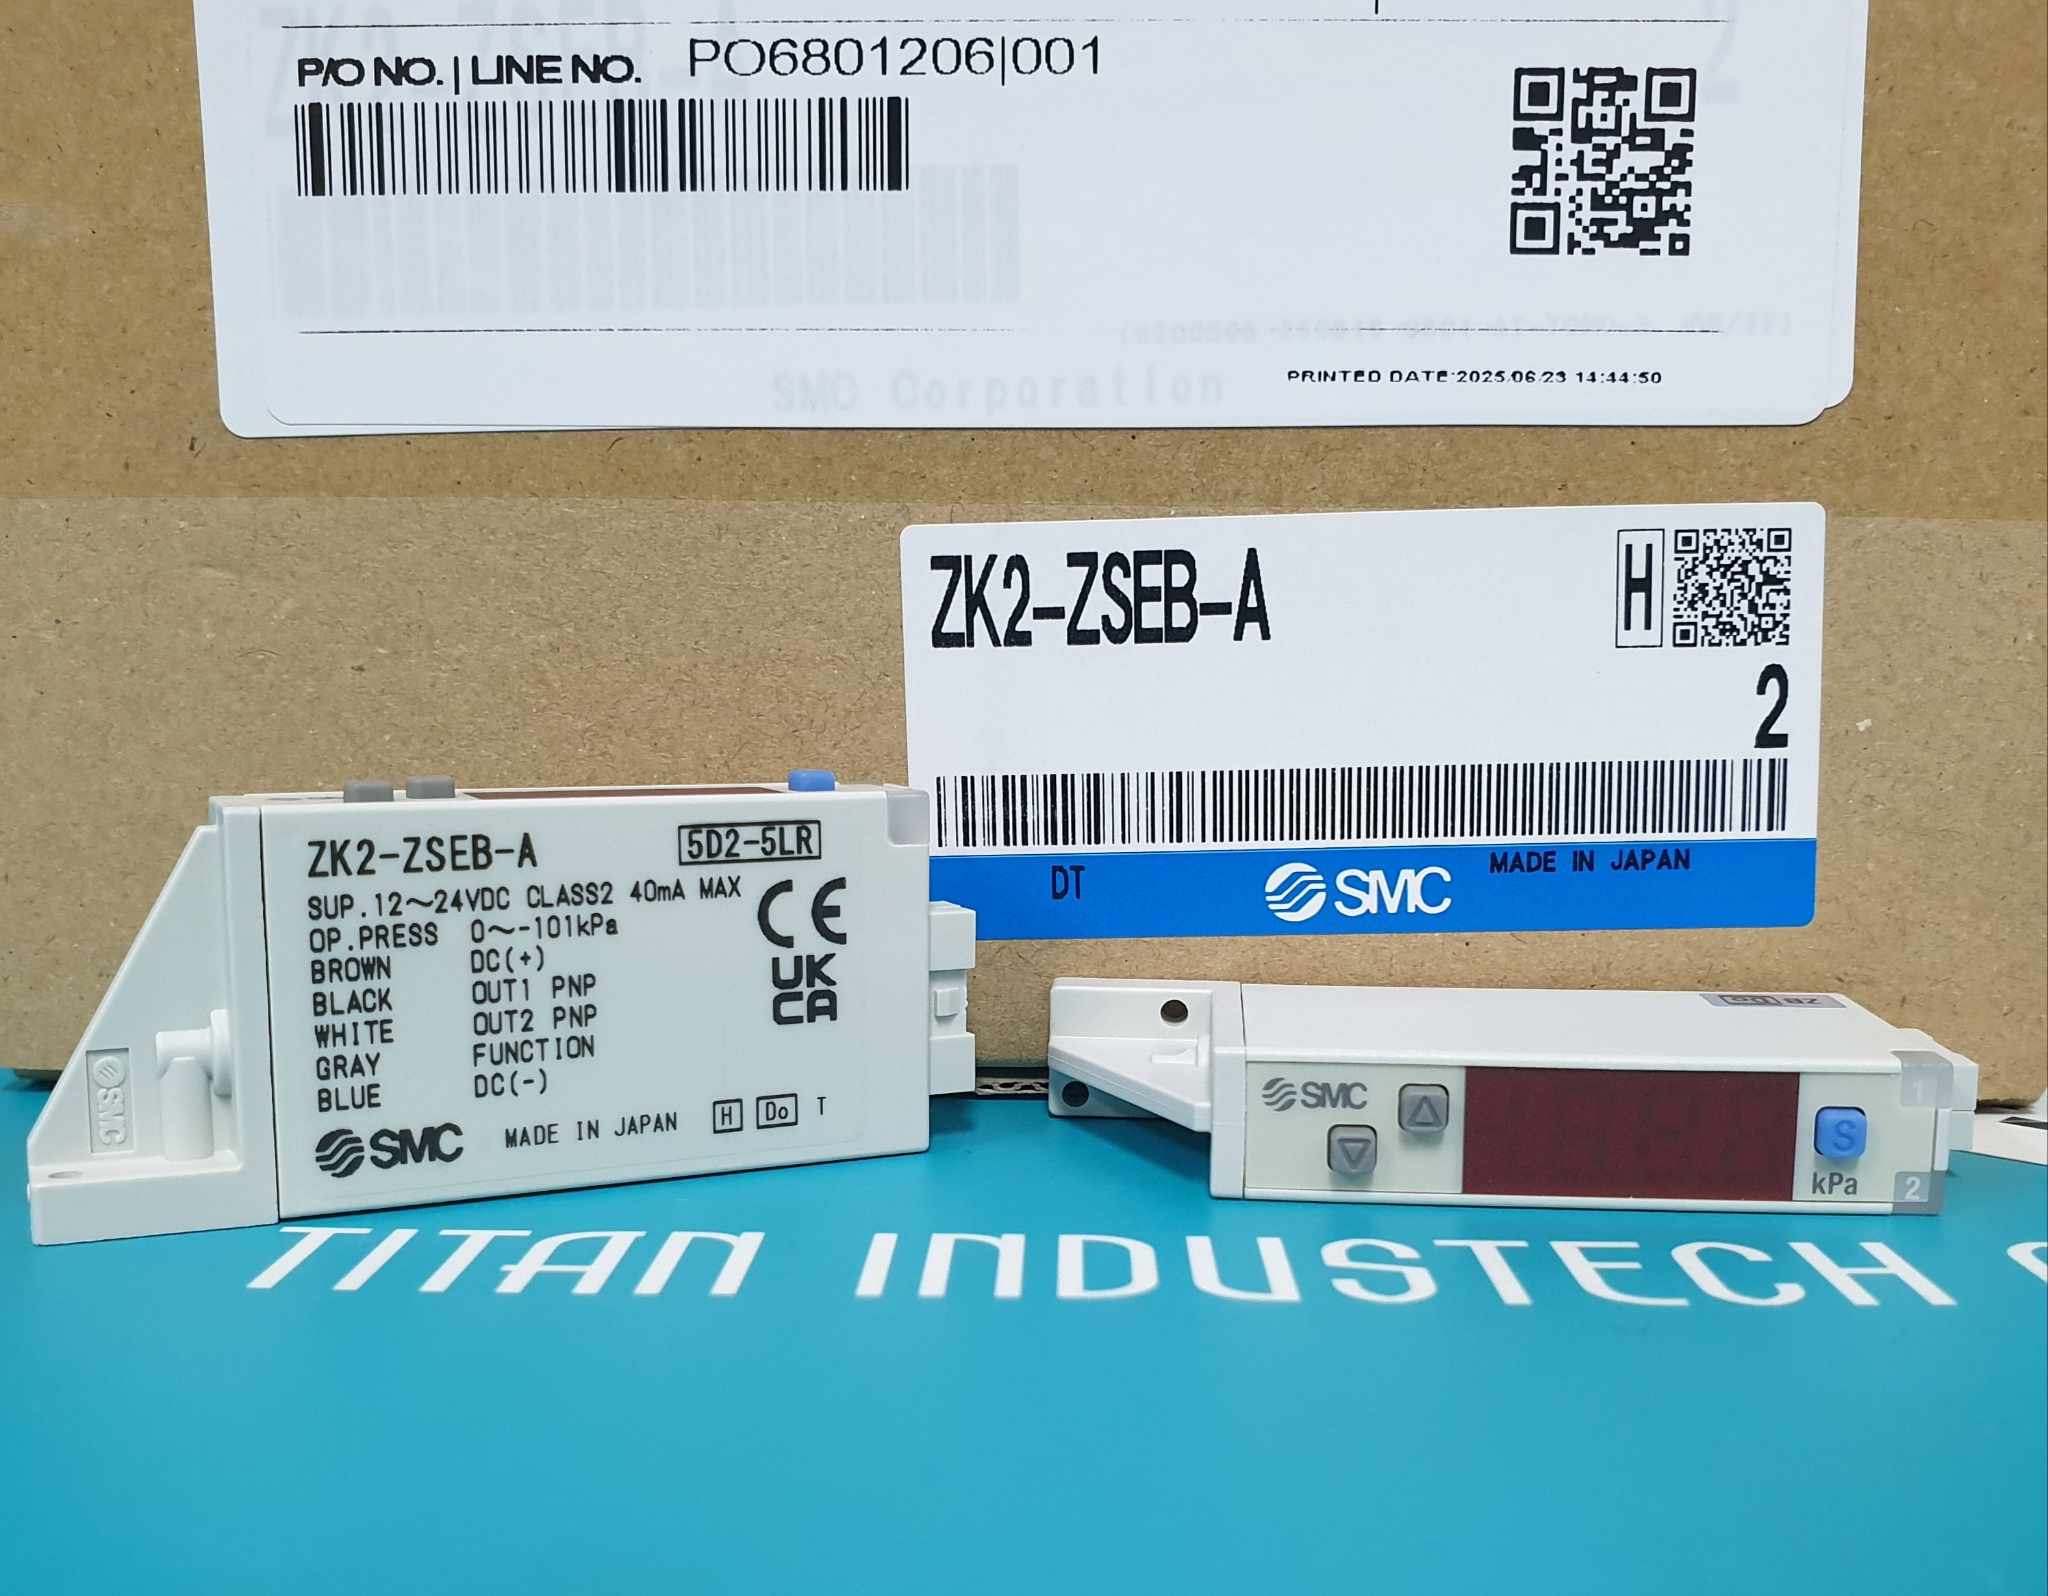 P/O NO. | LINE NO. PO6801206|001
SMC Corporation
PRINTED DATE:2025/06/23 14:44:50
ZK2-ZSEB-A
H
2
DT
SMC
MADE IN JAPAN
ZK2-ZSEB-A 5D2-5LR
SUP.12~24VDC CLASS2 40mA MAX
OP.PRESS 0~-101kPa
BROWN DC(+)
BLACK OUT1 PNP
WHITE OUT2 PNP
GRAY FUNCTION
BLUE DC(-)
CE
UK
CA
SMC MADE IN JAPAN H Do T
SMC
ZB Do
SMC
S
kPa
1
2
TITAN INDUSTECH